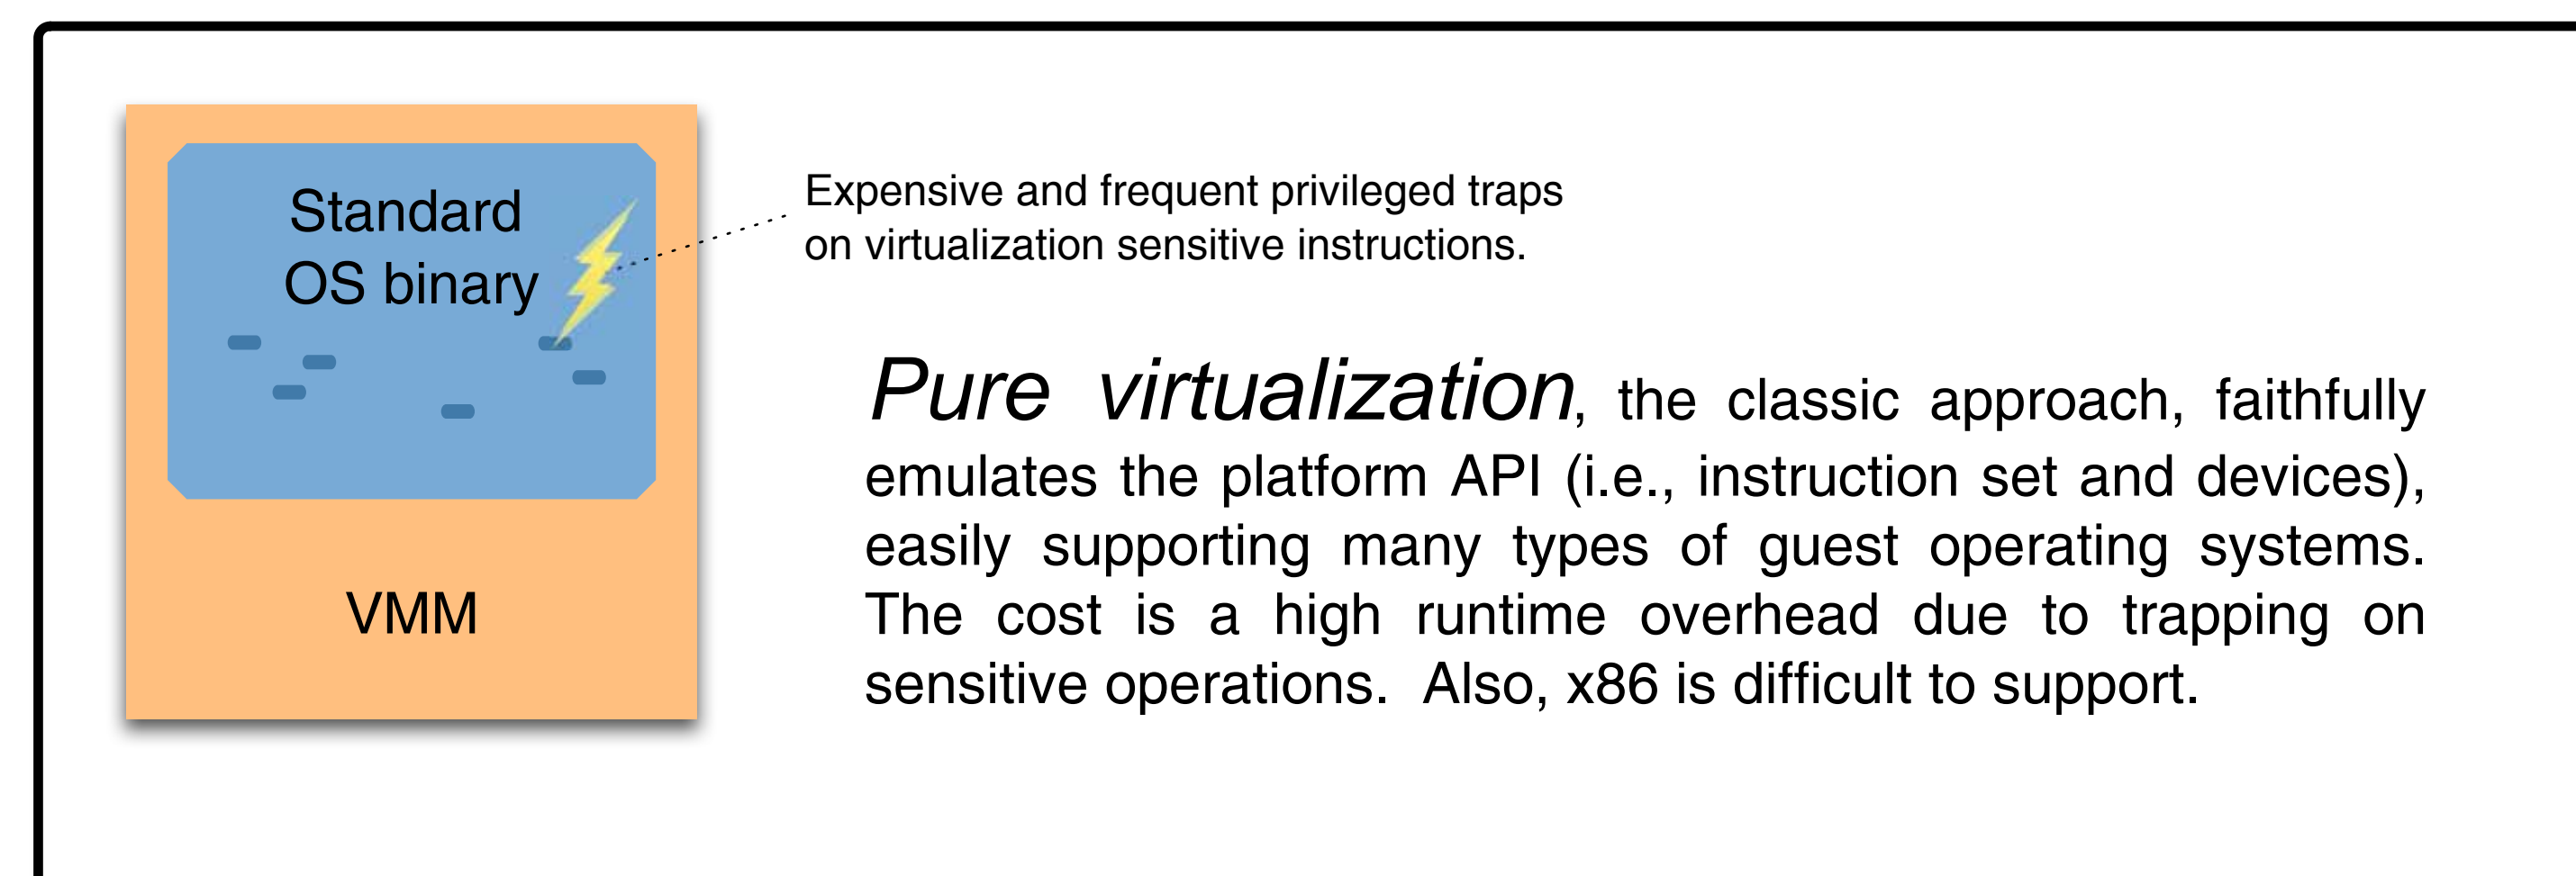 Standard
OS binary
VMM
Expensive and frequent privileged traps
on virtualization sensitive instructions.
Pure virtualization, the classic approach, faithfully
emulates the platform API (i.e., instruction set and devices),
easily supporting many types of guest operating systems.
The cost is a high runtime overhead due to trapping on
sensitive operations. Also, x86 is difficult to support.